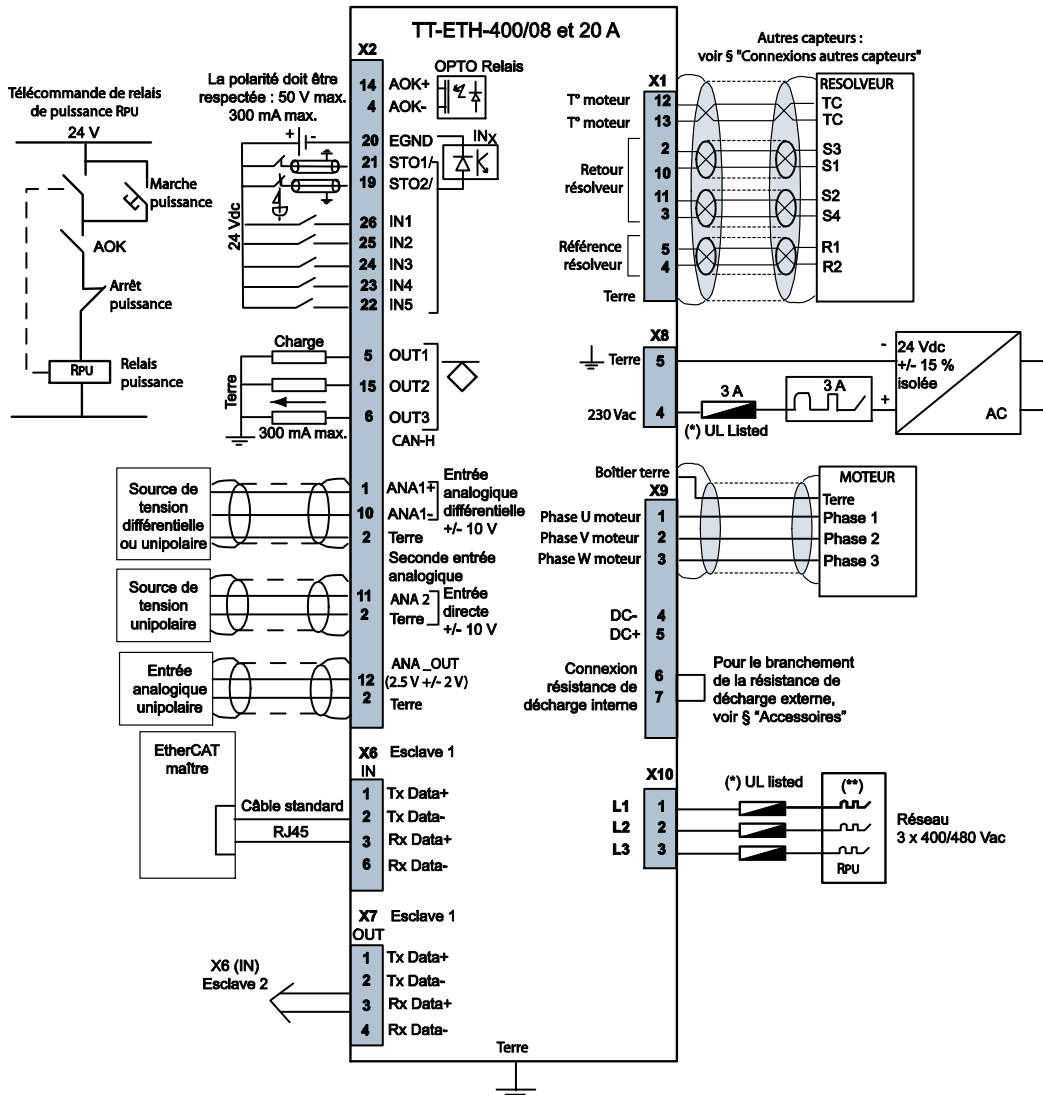 TT-ETH-400/08 et 20 A
Télécommande de relais
de puissance RPU
24 V
Marche
puissance
AOK
Arrêt
puissance
RPU
Relais
puissance
La polarité doit être
respectée : 50 V max.
300 mA max.
+ -
24 Vdc
X2
14 AOK+
4 AOK-
OPTO Relais
20 EGND
INX
21 STO1/
19 STO2/
26 IN1
25 IN2
24 IN3
23 IN4
22 IN5
Charge
Terre
5 OUT1
15 OUT2
6 OUT3
300 mA max.
CAN-H
Source de
tension
différentielle
ou unipolaire
1 ANA1+
10 ANA1-
2 Terre
Entrée
analogique
différentielle
+/- 10 V
Seconde entrée
analogique
Source de
tension
unipolaire
11 ANA 2
2 Terre
Entrée
directe
+/- 10 V
Entrée
analogique
unipolaire
ANA_OUT
12 (2.5 V +/- 2 V)
2 Terre
EtherCAT
maître
Câble standard
RJ45
X6 Esclave 1
IN
1 Tx Data+
2 Tx Data-
3 Rx Data+
6 Rx Data-
X7 Esclave 1
OUT
1 Tx Data+
2 Tx Data-
3 Rx Data+
4 Rx Data-
X6 (IN)
Esclave 2
Terre
Autres capteurs :
voir § "Connexions autres capteurs"
X1
RESOLVEUR
T° moteur 12 TC
T° moteur 13 TC
Retour
résolveur
2 S3
10 S1
11 S2
3 S4
Référence
résolveur
5 R1
4 R2
Terre
X8
Terre 5
230 Vac 4
3 A
(*) UL Listed
3 A
-
+
24 Vdc
+/- 15 %
isolée
AC
Boîtier terre
X9
MOTEUR
Terre
Phase U moteur 1 Phase 1
Phase V moteur 2 Phase 2
Phase W moteur 3 Phase 3
DC- 4
DC+ 5
Connexion
résistance de
décharge interne
6
7
Pour le branchement
de la résistance de
décharge externe,
voir § "Accessoires"
X10
(*) UL listed
(**)
L1 1
L2 2
L3 3
RPU
Réseau
3 x 400/480 Vac